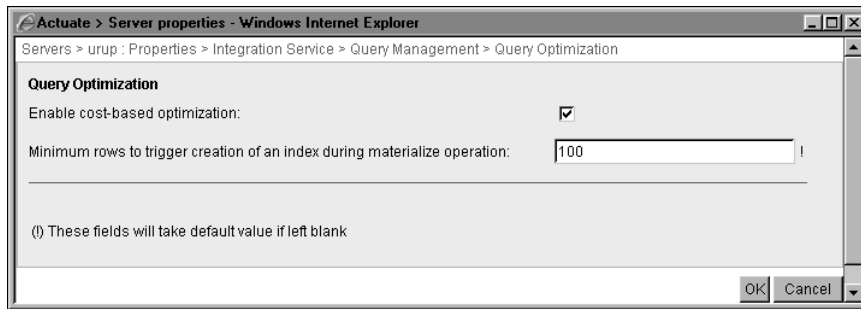 Actuate > Server properties - Windows Internet Explorer
Servers > urup : Properties > Integration Service > Query Management > Query Optimization
Query Optimization
Enable cost-based optimization:
Minimum rows to trigger creation of an index during materialize operation: 100 !
(!) These fields will take default value if left blank
OK Cancel